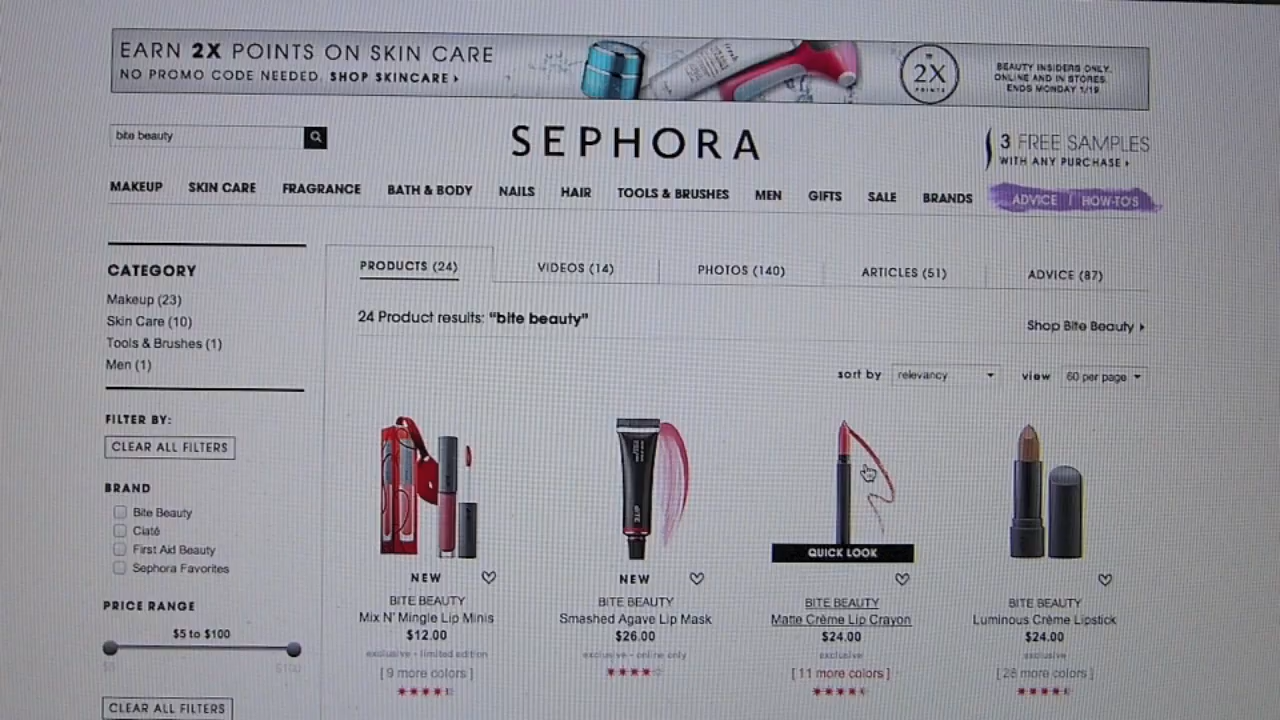 EARN 2X POINTS ON SKIN CARE
NO PROMO CODE NEEDED. SHOP SKINCARE
2X
POINTS
BEAUTY INSIDERS ONLY.
ONLINE AND IN STORES.
ENDS MONDAY 1/19
bite beauty
SEPHORA
3 FREE SAMPLES
WITH ANY PURCHASE
MAKEUP SKIN CARE FRAGRANCE BATH & BODY NAILS HAIR TOOLS & BRUSHES MEN GIFTS SALE BRANDS ADVICE | HOW-TO'S
CATEGORY
Makeup (23)
Skin Care (10)
Tools & Brushes (1)
Men (1)
FILTER BY:
CLEAR ALL FILTERS
BRAND
Bite Beauty
Ciaté
First Aid Beauty
Sephora Favorites
PRICE RANGE
$5 to $100
$5 $100
CLEAR ALL FILTERS
PRODUCTS (24) VIDEOS (14) PHOTOS (140) ARTICLES (51) ADVICE (87)
24 Product results: "bite beauty"
Shop Bite Beauty
sort by relevancy view 60 per page
QUICK LOOK
NEW NEW
BITE BEAUTY BITE BEAUTY BITE BEAUTY BITE BEAUTY
Mix N' Mingle Lip Minis Smashed Agave Lip Mask Matte Crème Lip Crayon Luminous Crème Lipstick
$12.00 $26.00 $24.00 $24.00
exclusive · limited edition exclusive · online only exclusive exclusive
[ 9 more colors ] [ 11 more colors ] [ 28 more colors ]